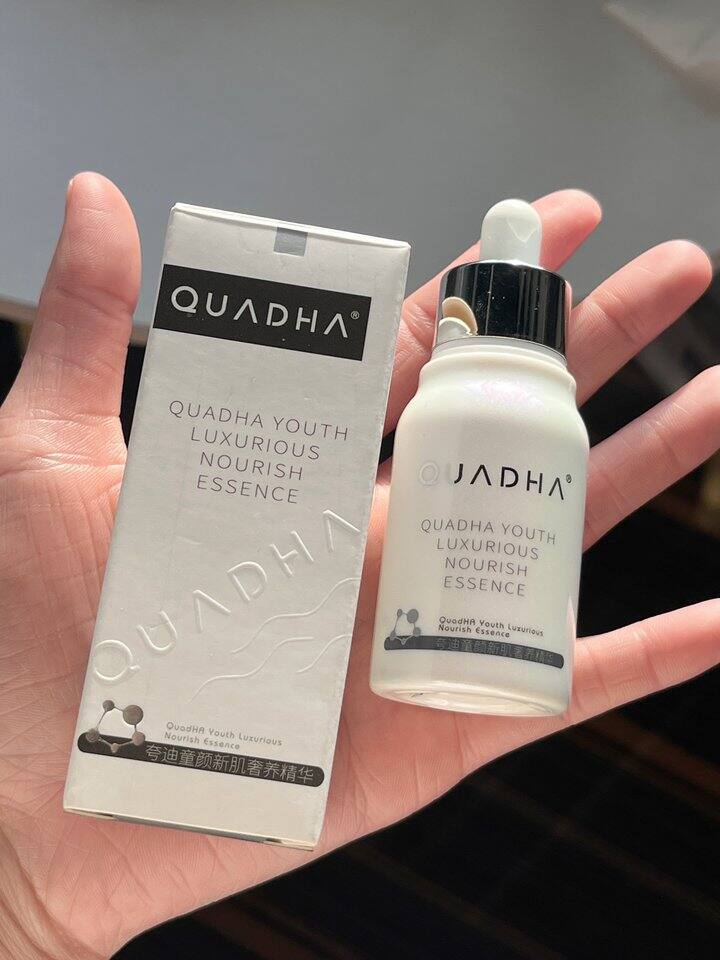 QUADHA®
QUADHA YOUTH
LUXURIOUS
NOURISH
ESSENCE
QUADHA
QuadHA Youth Luxurious
Nourish Essence
夸迪童颜新肌奢养精华
QUADHA®
QUADHA YOUTH
LUXURIOUS
NOURISH
ESSENCE
QuadHA Youth Luxurious
Nourish Essence
夸迪童颜新肌奢养精华